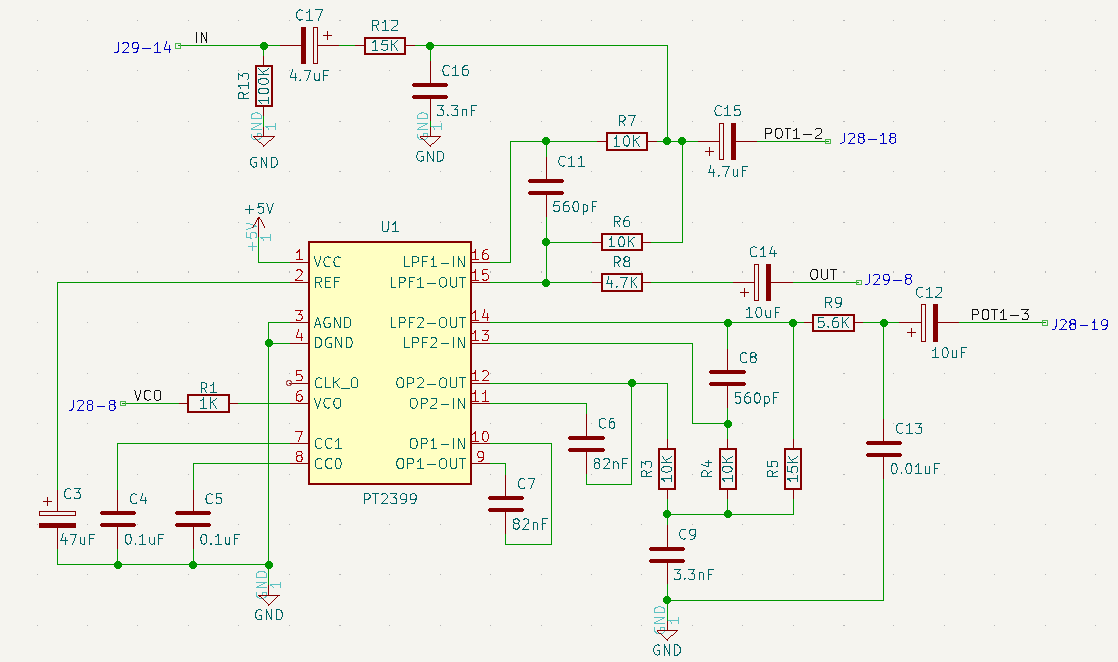 C17
R12
J29-14 IN + 15K
4.7uF
R13 100K
C16
3.3nF
GND 1
GND
GND 1
GND
R7
10K
C15
+
4.7uF
POT1-2 J28-18
C11
560pF
+5V
+5V 1
U1
R6
10K
1 VCC LPF1-IN 16
2 REF LPF1-OUT 15
R8
4.7K
C14
+
10uF
OUT J29-8
3 AGND LPF2-OUT 14
4 DGND LPF2-IN 13
R9
5.6K
C12
+
10uF
POT1-3 J28-19
5 CLK_O OP2-OUT 12
6 VCO OP2-IN 11
C8
560pF
J28-8 VCO R1
1K
7 CC1 OP1-IN 10
8 CC0 OP1-OUT 9
C6
82nF
R3 10K
R4 10K
R5 15K
C13
0.01uF
PT2399
C7
82nF
+ C3
47uF
C4
0.1uF
C5
0.1uF
C9
3.3nF
GND 1
GND
GND 1
GND